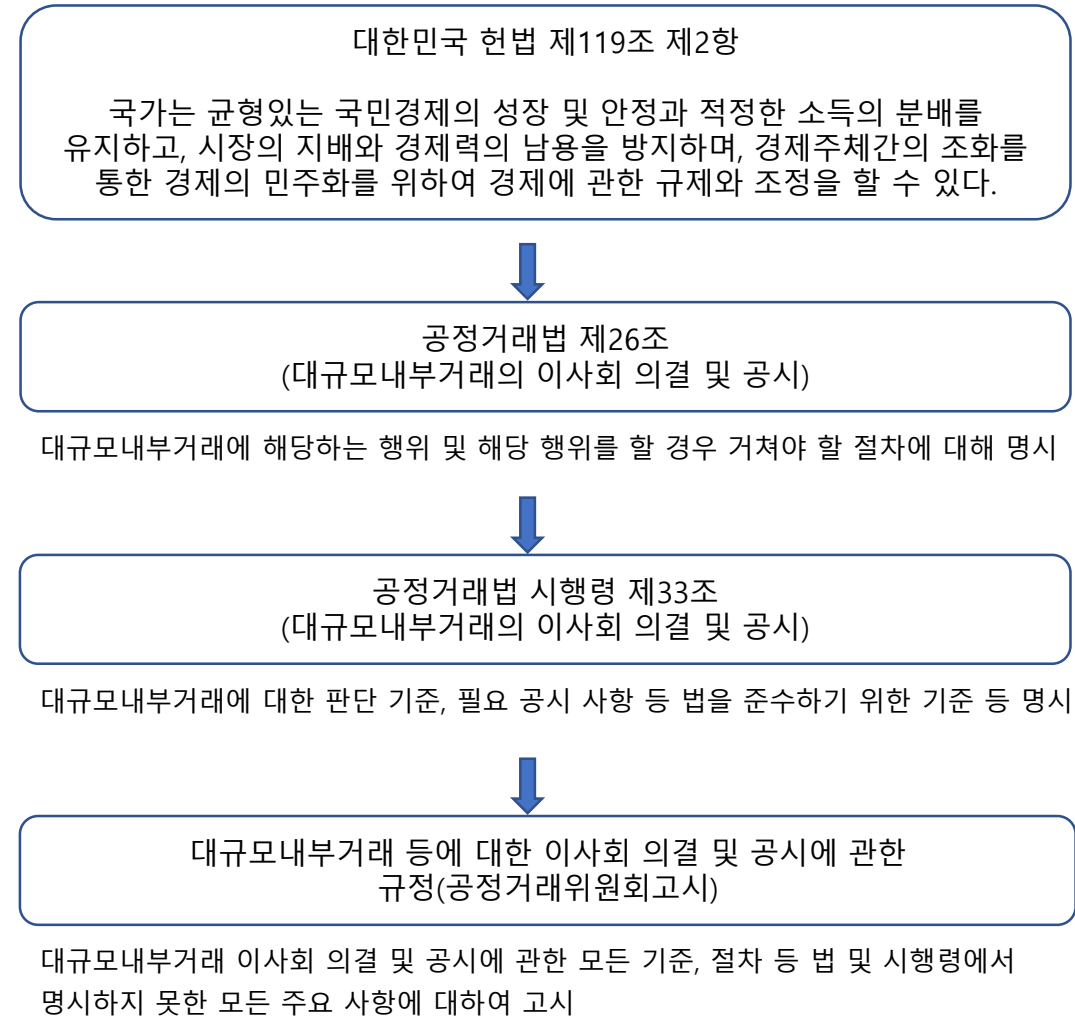 대한민국 헌법 제119조 제2항
국가는 균형있는 국민경제의 성장 및 안정과 적정한 소득의 분배를
유지하고, 시장의 지배와 경제력의 남용을 방지하며, 경제주체간의 조화를
통한 경제의 민주화를 위하여 경제에 관한 규제와 조정을 할 수 있다.
공정거래법 제26조
(대규모내부거래의 이사회 의결 및 공시)
대규모내부거래에 해당하는 행위 및 해당 행위를 할 경우 거쳐야 할 절차에 대해 명시
공정거래법 시행령 제33조
(대규모내부거래의 이사회 의결 및 공시)
대규모내부거래에 대한 판단 기준, 필요 공시 사항 등 법을 준수하기 위한 기준 등 명시
대규모내부거래 등에 대한 이사회 의결 및 공시에 관한
규정(공정거래위원회고시)
대규모내부거래 이사회 의결 및 공시에 관한 모든 기준, 절차 등 법 및 시행령에서
명시하지 못한 모든 주요 사항에 대하여 고시